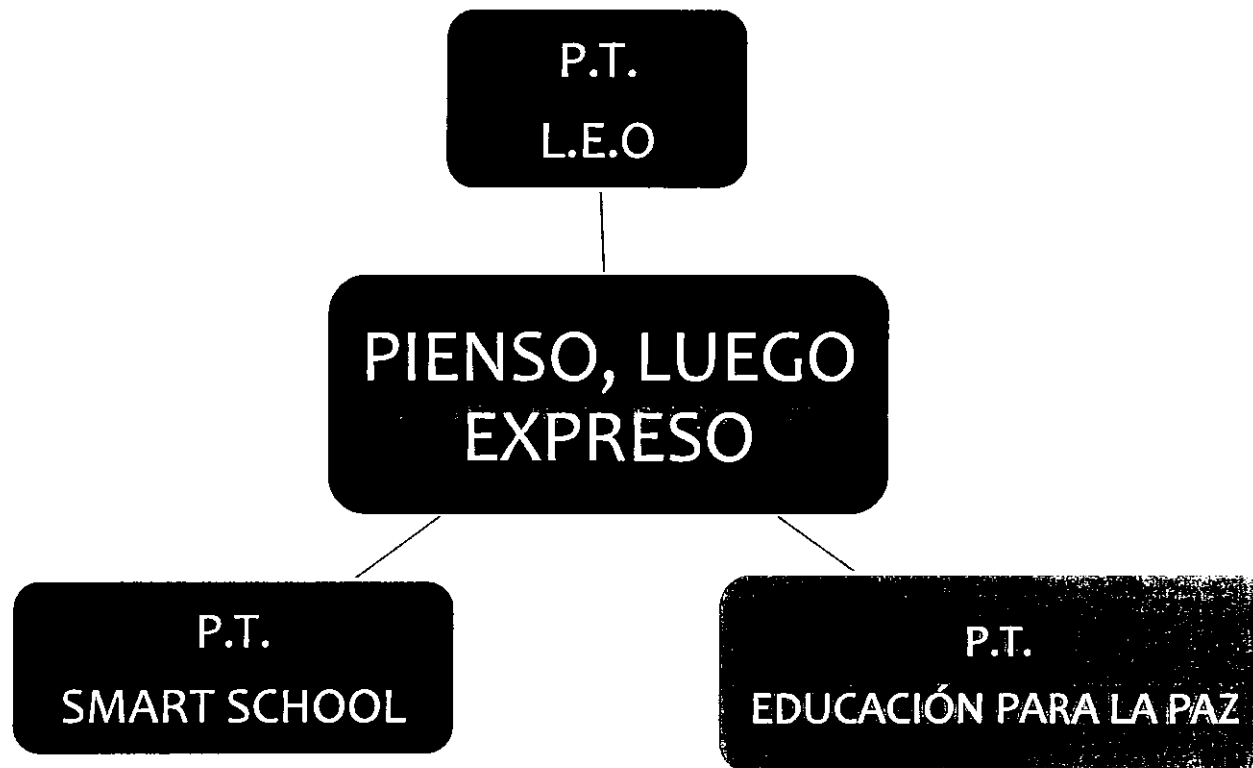 P.T.
L.E.O
PIENSO, LUEGO
EXPRESO
P.T.
SMART SCHOOL
P.T.
EDUCACIÓN PARA LA PAZ